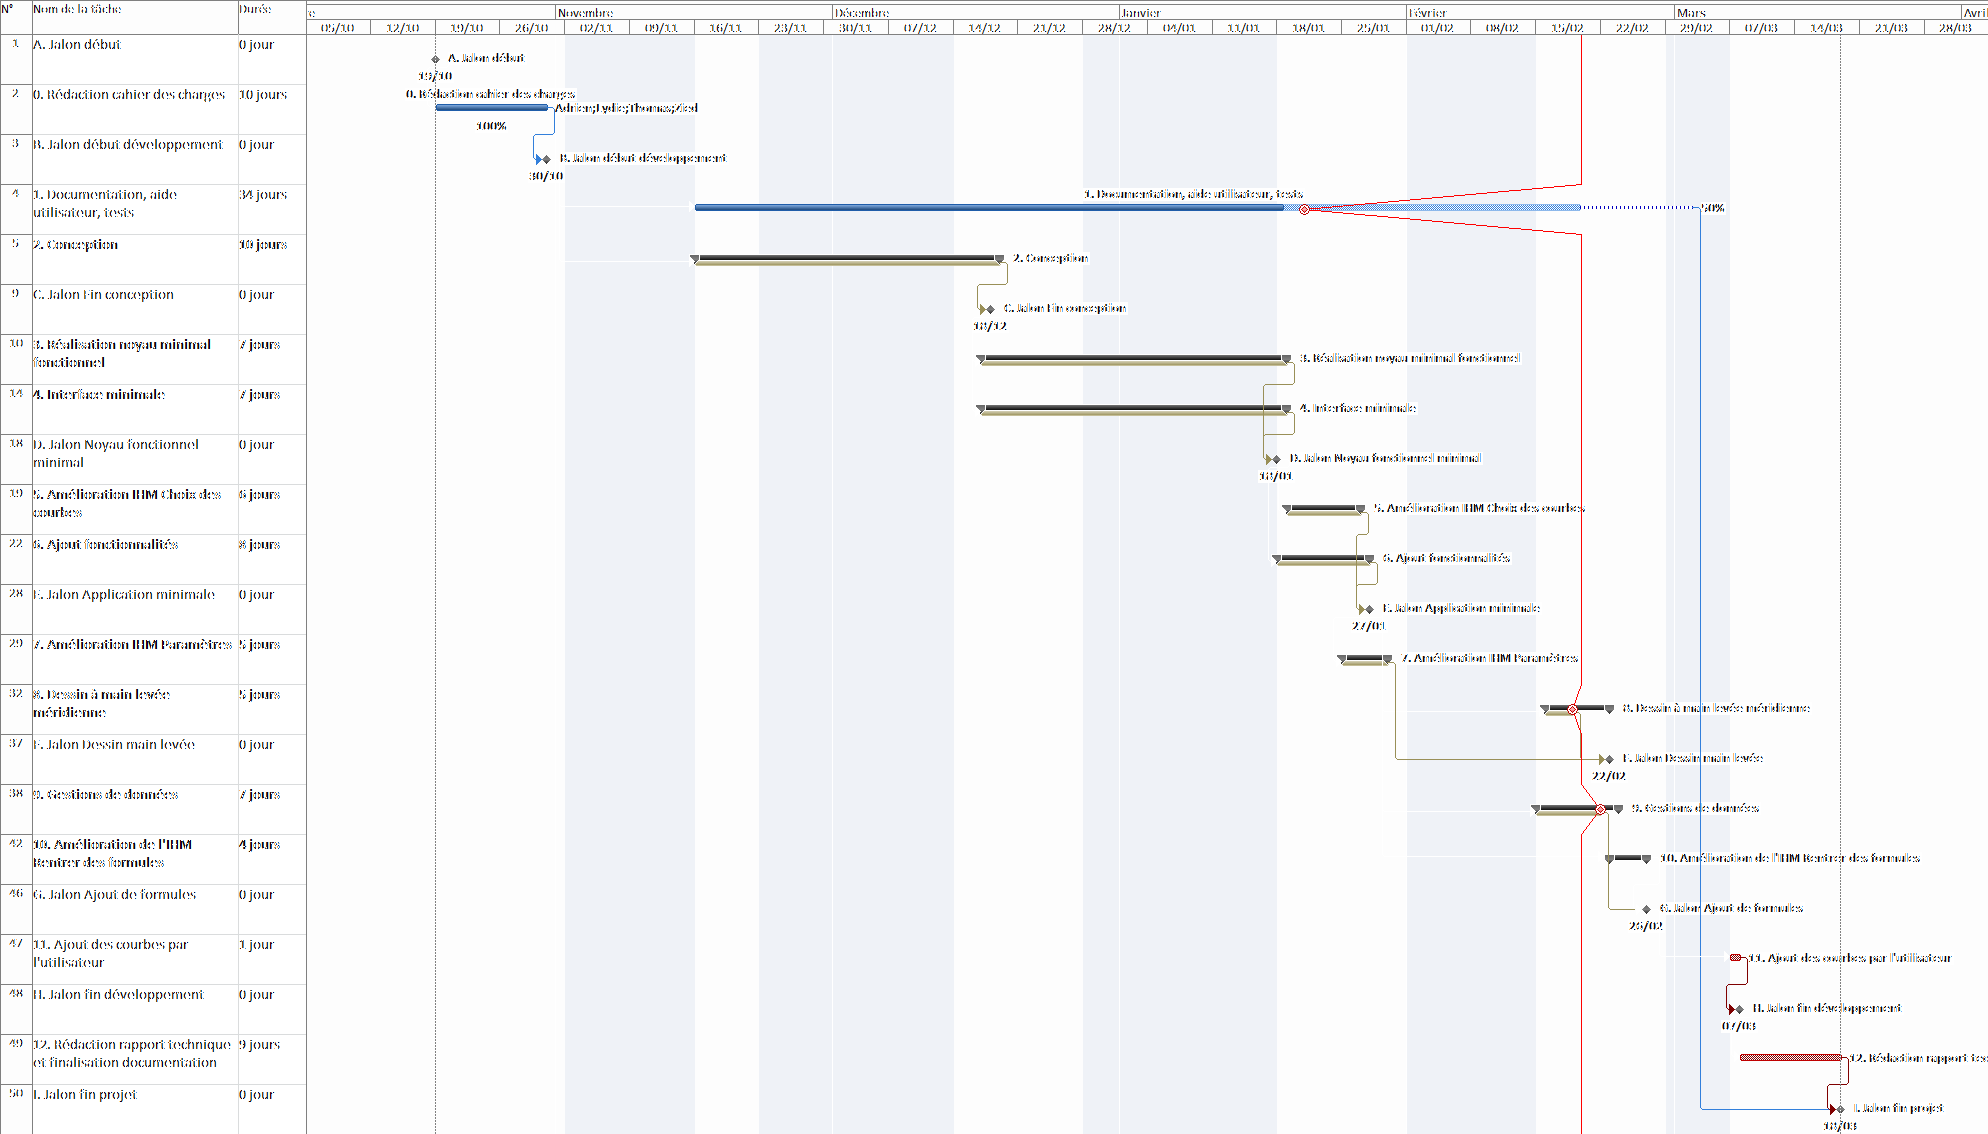 N° Nom de la tâche Durée
Novembre Décembre Janvier Février Mars Avril
05/10 12/10 19/10 26/10 02/11 09/11 16/11 23/11 30/11 07/12 14/12 21/12 28/12 04/01 11/01 18/01 25/01 01/02 08/02 15/02 22/02 29/02 07/03 14/03 21/03 28/03
1 A. Jalon début 0 jour
A. Jalon début
19/10
2 0. Rédaction cahier des charges 10 jours
0. Rédaction cahier des charges
Adrien;Lydie;Thomas;Zied
100%
3 B. Jalon début développement 0 jour
B. Jalon début développement
30/10
4 1. Documentation, aide
utilisateur, tests
34 jours
1. Documentation, aide utilisateur, tests
50%
5 2. Conception 10 jours
2. Conception
9 C. Jalon Fin conception 0 jour
C. Jalon Fin conception
18/12
10 3. Réalisation noyau minimal
fonctionnel
7 jours
3. Réalisation noyau minimal fonctionnel
14 4. Interface minimale 7 jours
4. Interface minimale
18 D. Jalon Noyau fonctionnel
minimal
0 jour
D. Jalon Noyau fonctionnel minimal
18/01
19 5. Amélioration IHM Choix des
courbes
6 jours
5. Amélioration IHM Choix des courbes
22 6. Ajout fonctionnalités 8 jours
6. Ajout fonctionnalités
28 E. Jalon Application minimale 0 jour
E. Jalon Application minimale
27/01
29 7. Amélioration IHM Paramètres 5 jours
7. Amélioration IHM Paramètres
32 8. Dessin à main levée
méridienne
5 jours
8. Dessin à main levée méridienne
37 F. Jalon Dessin main levée 0 jour
F. Jalon Dessin main levée
22/02
38 9. Gestions de données 7 jours
9. Gestions de données
42 10. Amélioration de l'IHM
Rentrer des formules
4 jours
10. Amélioration de l'IHM Rentrer des formules
46 G. Jalon Ajout de formules 0 jour
G. Jalon Ajout de formules
26/02
47 11. Ajout des courbes par
l'utilisateur
1 jour
11. Ajout des courbes par l'utilisateur
48 H. Jalon fin développement 0 jour
H. Jalon fin développement
07/03
49 12. Rédaction rapport technique
et finalisation documentation
9 jours
12. Rédaction rapport tec
50 I. Jalon fin projet 0 jour
I. Jalon fin projet
18/03